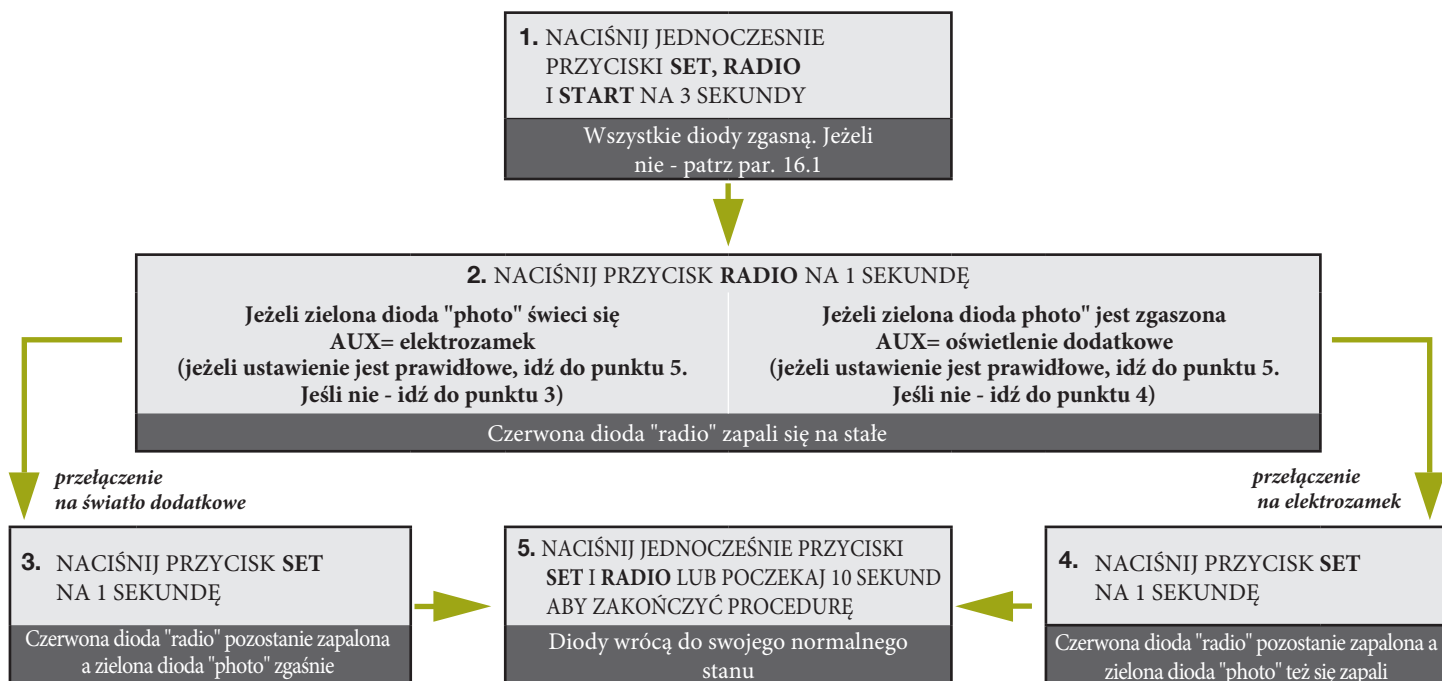 1. NACIŚNIJ JEDNOCZESNIE
PRZYCISKI SET, RADIO
I START NA 3 SEKUNDY
Wszystkie diody zgasną. Jeżeli
nie - patrz par. 16.1
2. NACIŚNIJ PRZYCISK RADIO NA 1 SEKUNDĘ
Jeżeli zielona dioda "photo" świeci się
AUX= elektrozamek
(jeżeli ustawienie jest prawidłowe, idź do punktu 5.
Jeśli nie - idź do punktu 3)
Jeżeli zielona dioda photo" jest zgaszona
AUX= oświetlenie dodatkowe
(jeżeli ustawienie jest prawidłowe, idź do punktu 5.
Jeśli nie - idź do punktu 4)
Czerwona dioda "radio" zapali się na stałe
przełączenie
na światło dodatkowe
przełączenie
na elektrozamek
3. NACIŚNIJ PRZYCISK SET
NA 1 SEKUNDĘ
Czerwona dioda "radio" pozostanie zapalona
a zielona dioda "photo" zgaśnie
5. NACIŚNIJ JEDNOCZEŚNIE PRZYCISKI
SET I RADIO LUB POCZEKAJ 10 SEKUND
ABY ZAKOŃCZYĆ PROCEDURĘ
Diody wrócą do swojego normalnego
stanu
4. NACIŚNIJ PRZYCISK SET
NA 1 SEKUNDĘ
Czerwona dioda "radio" pozostanie zapalona a
zielona dioda "photo" też się zapali